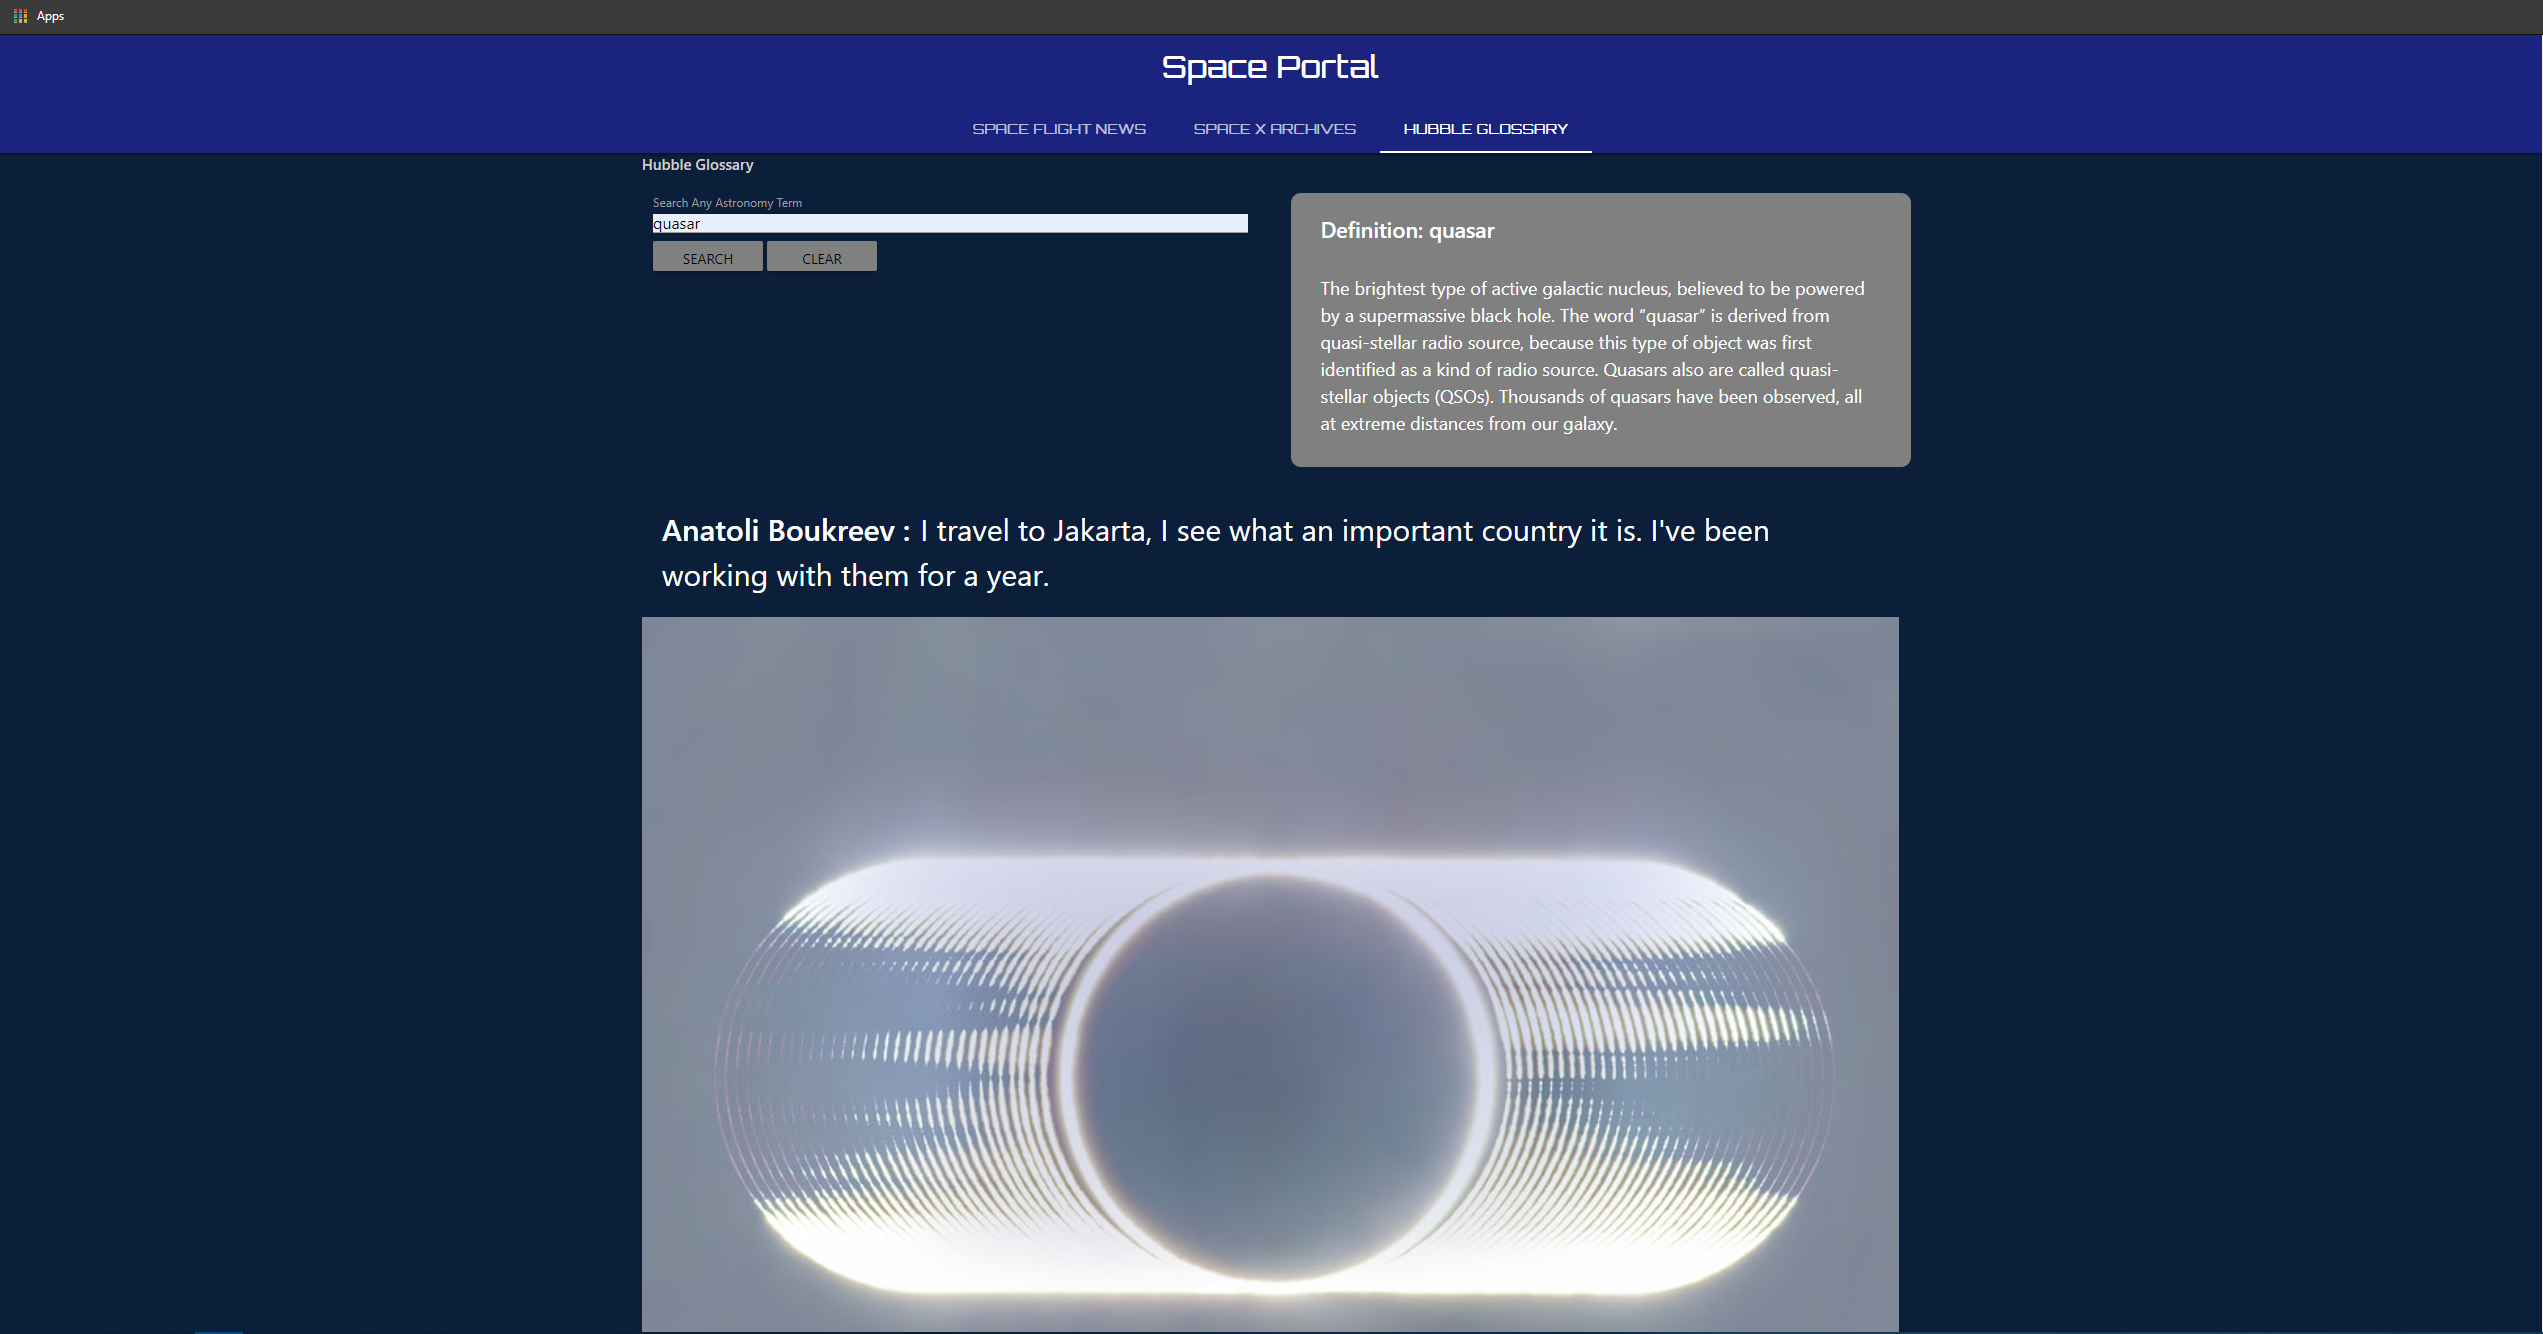 Apps
Space Portal
SPACE FLIGHT NEWS SPACE X ARCHIVES HUBBLE GLOSSARY
Hubble Glossary
Search Any Astronomy Term
quasar
SEARCH CLEAR
Definition: quasar
The brightest type of active galactic nucleus, believed to be powered
by a supermassive black hole. The word “quasar” is derived from
quasi-stellar radio source, because this type of object was first
identified as a kind of radio source. Quasars also are called quasi-
stellar objects (QSOs). Thousands of quasars have been observed, all
at extreme distances from our galaxy.
Anatoli Boukreev : I travel to Jakarta, I see what an important country it is. I've been
working with them for a year.